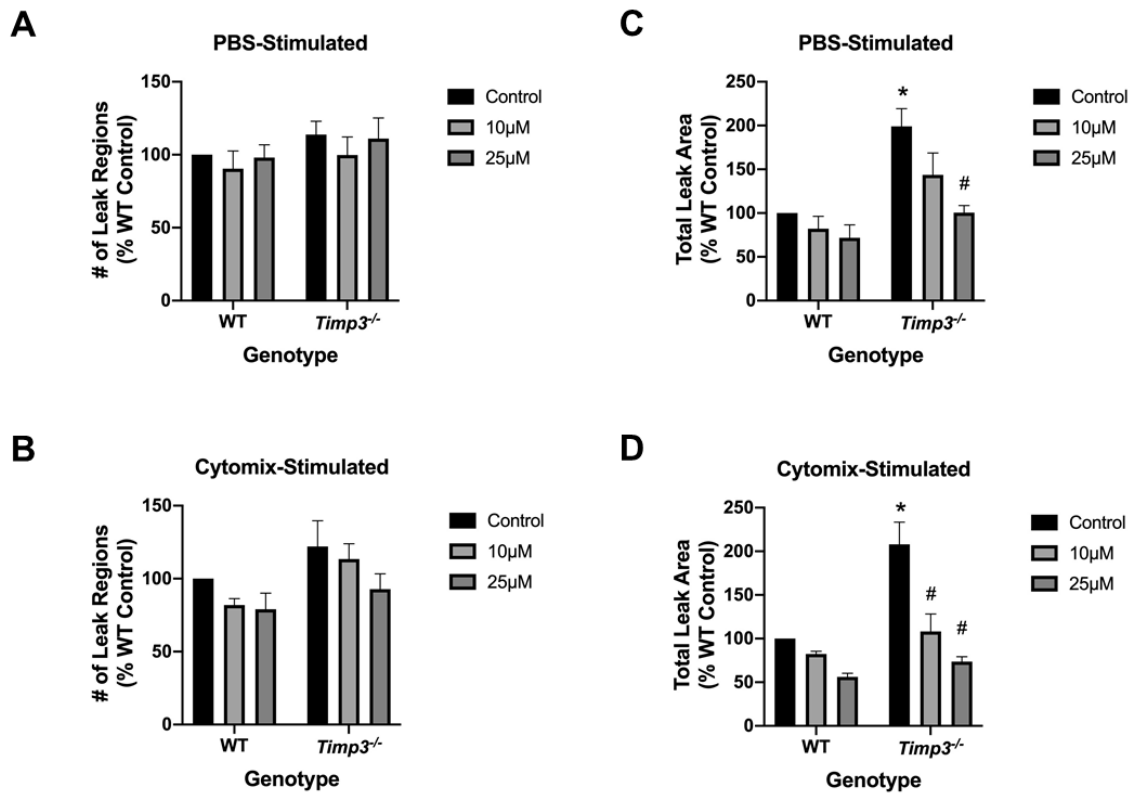 A
PBS-Stimulated
# of Leak Regions
(% WT Control)
150
100
50
0
WT
Timp3-/-
Genotype
Control
10µM
25µM
C
PBS-Stimulated
Total Leak Area
(% WT Control)
250
200
150
100
50
0
*
#
WT
Timp3-/-
Genotype
Control
10µM
25µM
B
Cytomix-Stimulated
# of Leak Regions
(% WT Control)
150
100
50
0
WT
Timp3-/-
Genotype
Control
10µM
25µM
D
Cytomix-Stimulated
Total Leak Area
(% WT Control)
250
200
150
100
50
0
*
#
#
WT
Timp3-/-
Genotype
Control
10µM
25µM